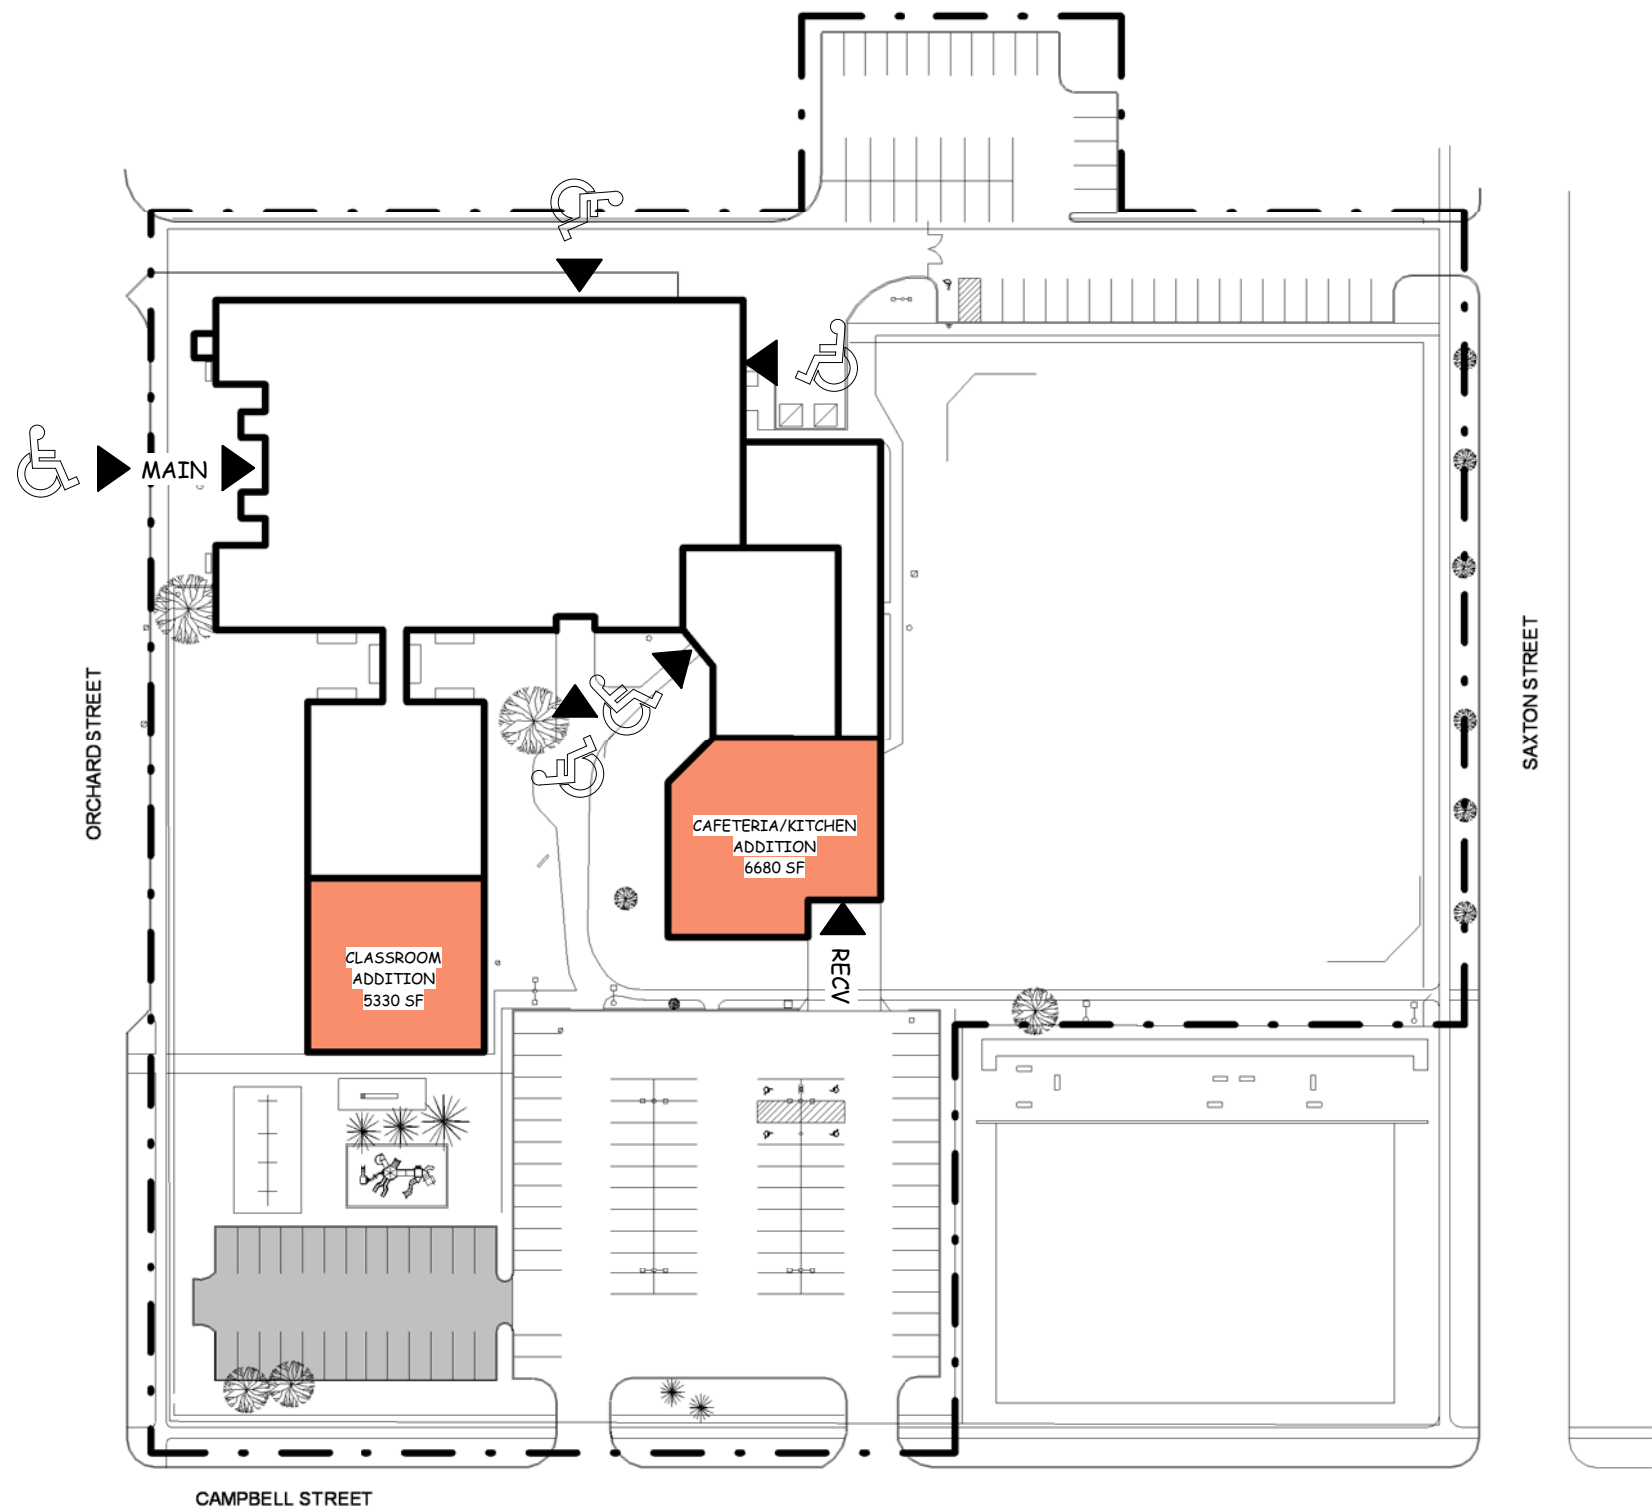 MAIN
ORCHARD STREET
SAXTON STREET
CAFETERIA/KITCHEN
ADDITION
6680 SF
CLASSROOM
ADDITION
5330 SF
RECV
CAMPBELL STREET